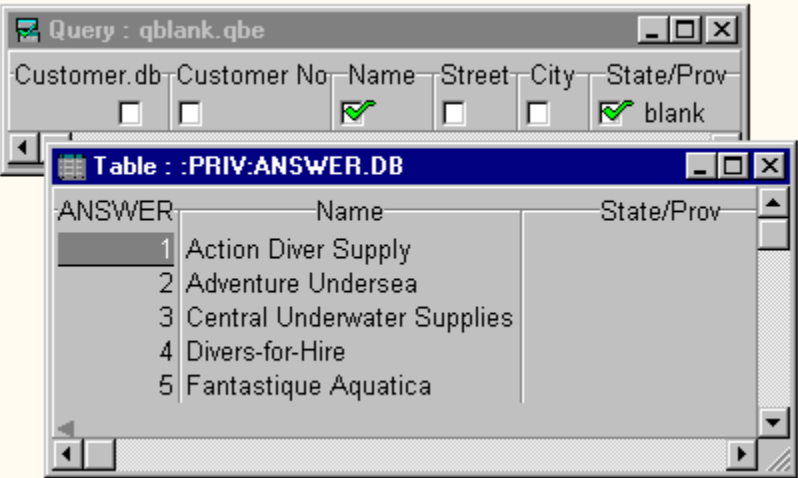 Query : qblank.qbe
Customer.db Customer No Name Street City State/Prov
blank
Table : :PRIV:ANSWER.DB
ANSWER Name State/Prov
1 Action Diver Supply
2 Adventure Undersea
3 Central Underwater Supplies
4 Divers-for-Hire
5 Fantastique Aquatica